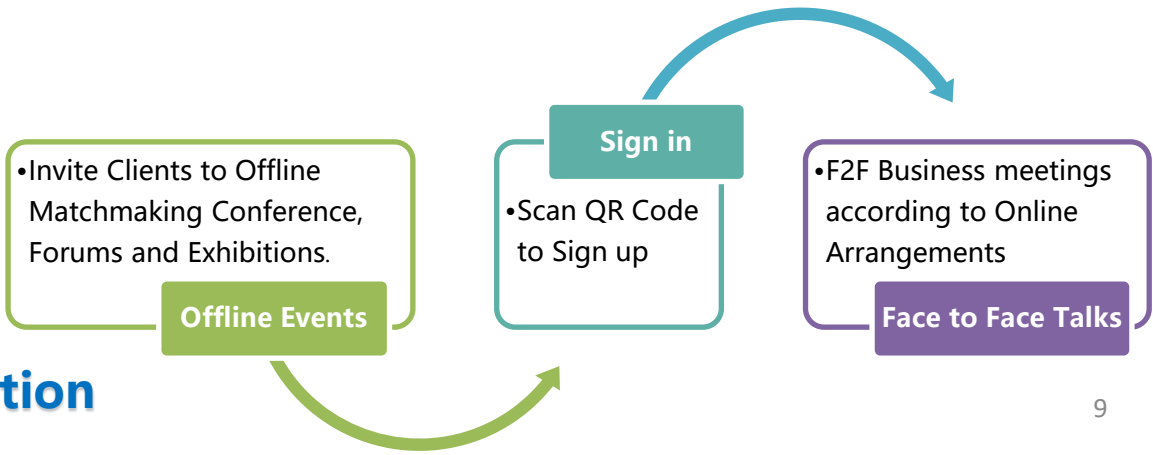 •Invite Clients to Offline
Matchmaking Conference,
Forums and Exhibitions.
Offline Events
Sign in
•Scan QR Code
to Sign up
•F2F Business meetings
according to Online
Arrangements
Face to Face Talks
tion
9